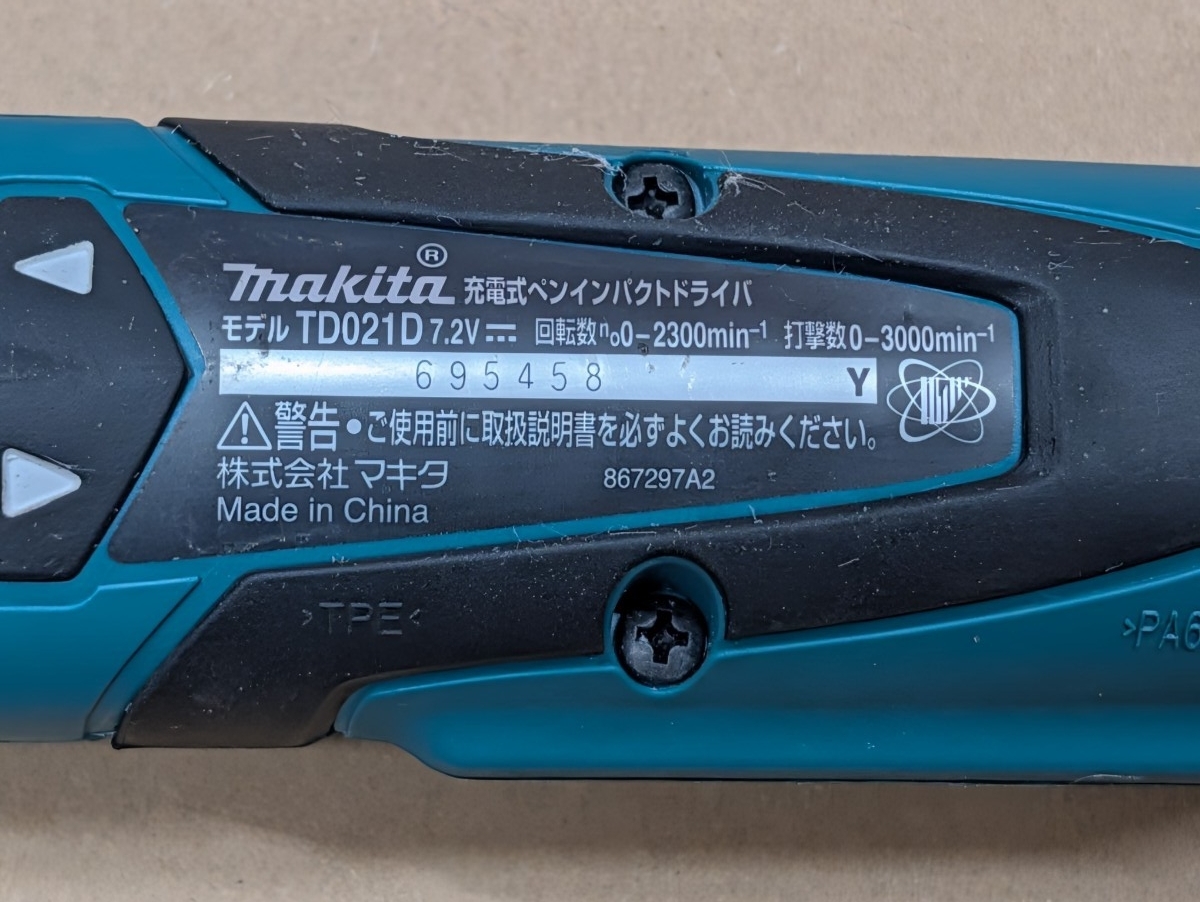 makita® 充電式ペンインパクトドライバ
モデル TD021D 7.2V⎓ 回転数 n₀0-2300min⁻¹ 打撃数 0-3000min⁻¹
695458 Y
⚠警告 ●ご使用前に取扱説明書を必ずよくお読みください。
株式会社 マキタ 867297A2
Made in China
>TPE<
>PA6